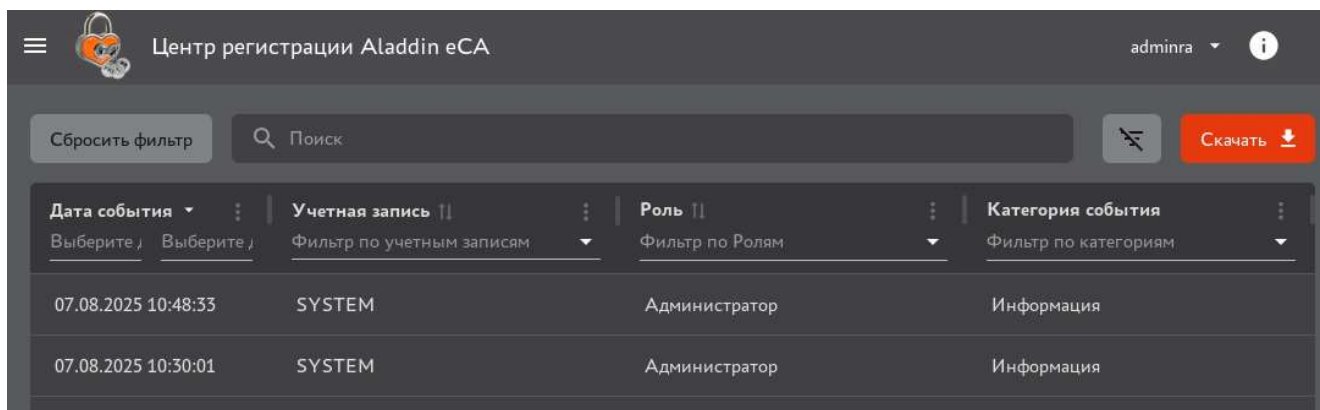 Центр регистрации Aladdin eCA
adminra
Сбросить фильтр
Поиск
Скачать
Дата события Учетная запись Роль Категория события
Выберите Выберите Фильтр по учетным записям Фильтр по Ролям Фильтр по категориям
07.08.2025 10:48:33 SYSTEM Администратор Информация
07.08.2025 10:30:01 SYSTEM Администратор Информация